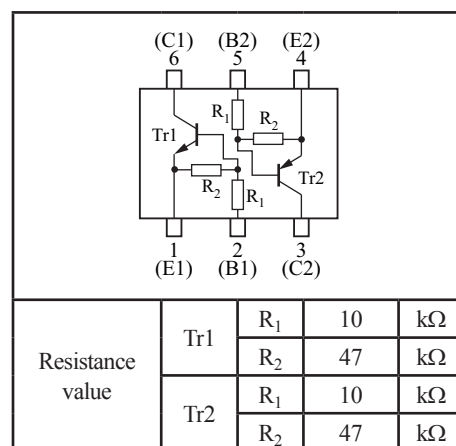 (C1) (B2) (E2)
6 5 4
R1
R2
Tr1
Tr2
R2
R1
1 2 3
(E1) (B1) (C2)
Resistance value
Tr1
R1 10 kΩ
R2 47 kΩ
Tr2
R1 10 kΩ
R2 47 kΩ